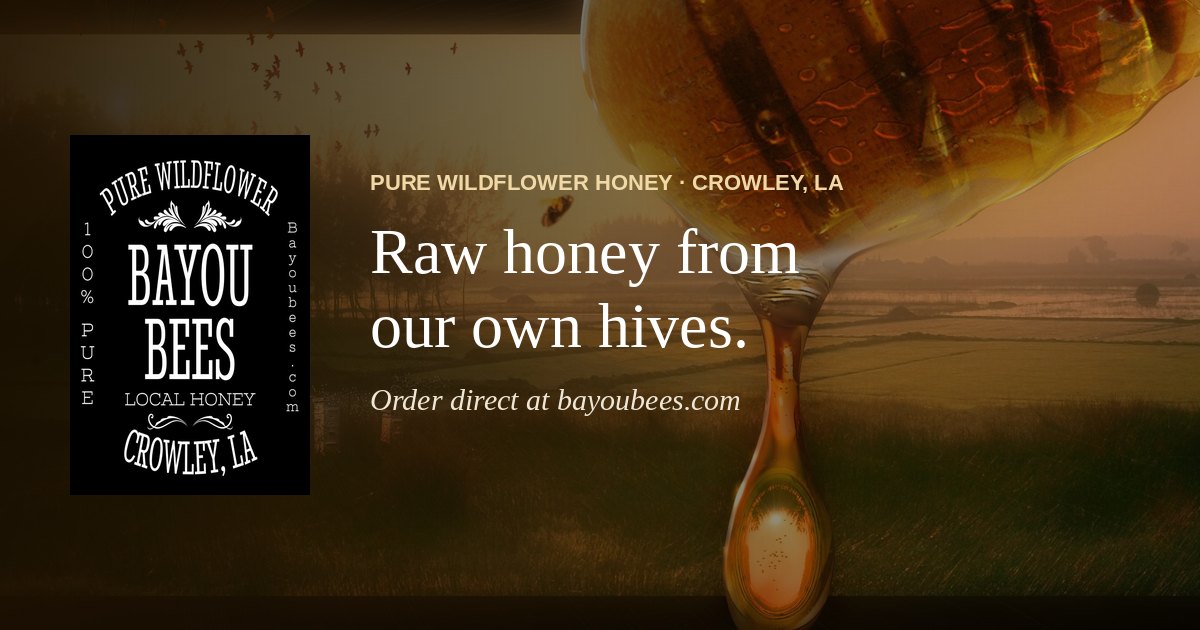 PURE WILDFLOWER
100% PURE
BAYOU
BEES
LOCAL HONEY
CROWLEY, LA
Bayoubees.com
PURE WILDFLOWER HONEY · CROWLEY, LA
Raw honey from
our own hives.
Order direct at bayoubees.com